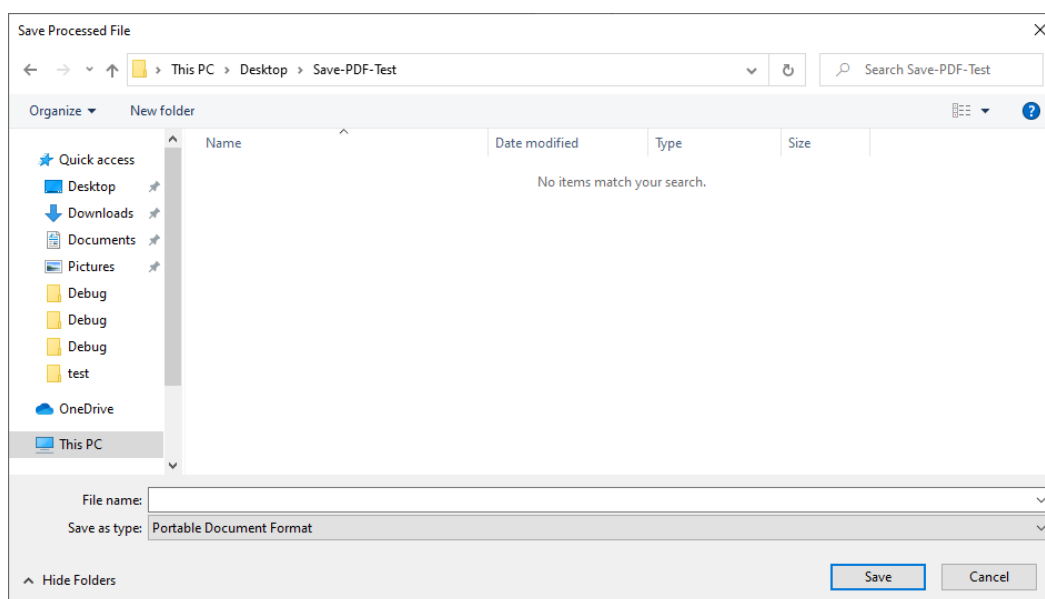 Save Processed File
This PC > Desktop > Save-PDF-Test
Search Save-PDF-Test
Organize
New folder
?
Name
Date modified
Type
Size
No items match your search.
Quick access
Desktop
Downloads
Documents
Pictures
Debug
Debug
Debug
test
OneDrive
This PC
File name:
Save as type: Portable Document Format
Hide Folders
Save
Cancel